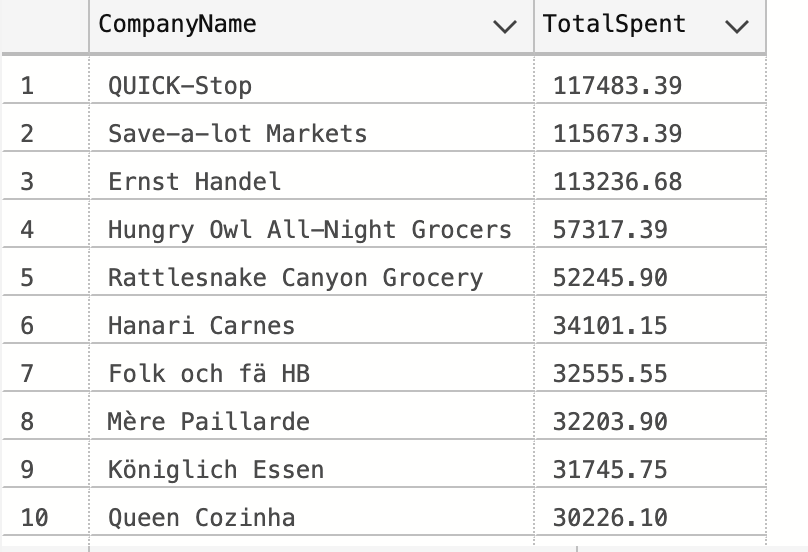 CompanyName TotalSpent
1 QUICK-Stop 117483.39
2 Save-a-lot Markets 115673.39
3 Ernst Handel 113236.68
4 Hungry Owl All-Night Grocers 57317.39
5 Rattlesnake Canyon Grocery 52245.90
6 Hanari Carnes 34101.15
7 Folk och fä HB 32555.55
8 Mère Paillarde 32203.90
9 Königlich Essen 31745.75
10 Queen Cozinha 30226.10